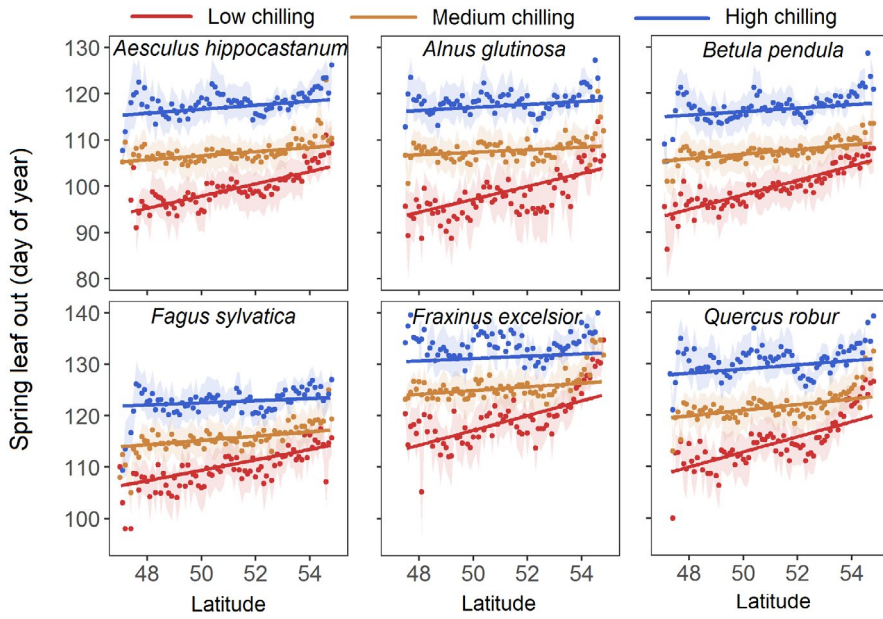 Low chilling Medium chilling High chilling
Aesculus hippocastanum Alnus glutinosa Betula pendula
130
120
110
100
90
80
Fagus sylvatica Fraxinus excelsior Quercus robur
140
130
120
110
100
Spring leaf out (day of year)
48 50 52 54 48 50 52 54 48 50 52 54
Latitude Latitude Latitude